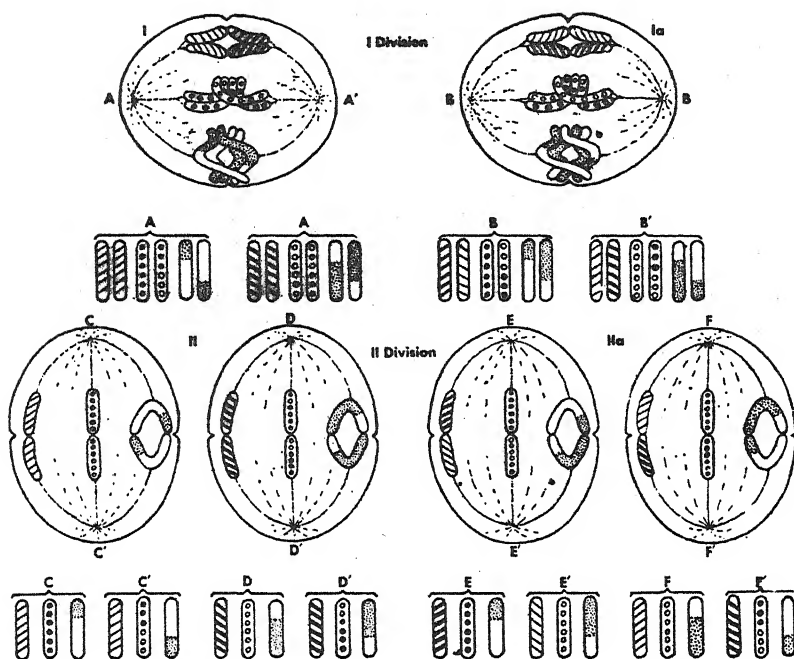 I I Division Ia
A A' B B
A A B B'
C D E F
II II Division IIa
C' D' E' F'
C C' D D' E E' F F'